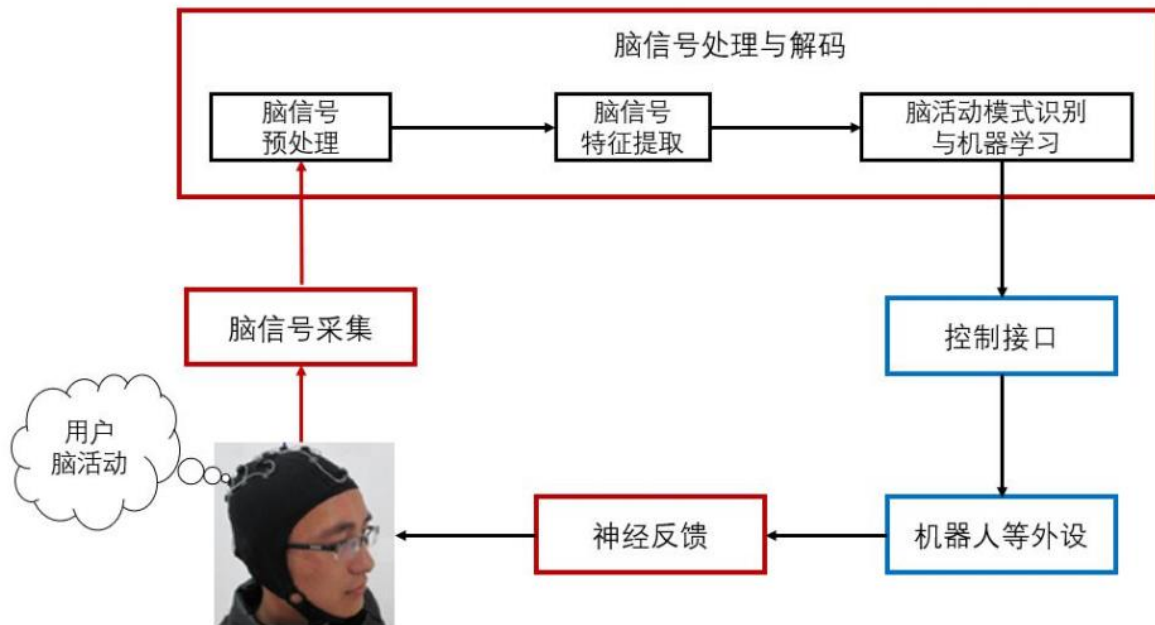 脑信号处理与解码
脑信号
预处理
脑信号
特征提取
脑活动模式识别
与机器学习
脑信号采集
控制接口
用户
脑活动
神经反馈
机器人等外设